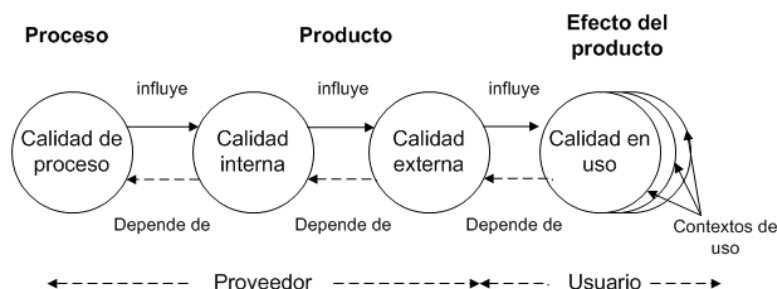 Proceso
Producto
Efecto del
producto
influye
influye
influye
Calidad de
proceso
Calidad
interna
Calidad
externa
Calidad en
uso
Depende de
Depende de
Depende de
Contextos de
uso
Proveedor
Usuario